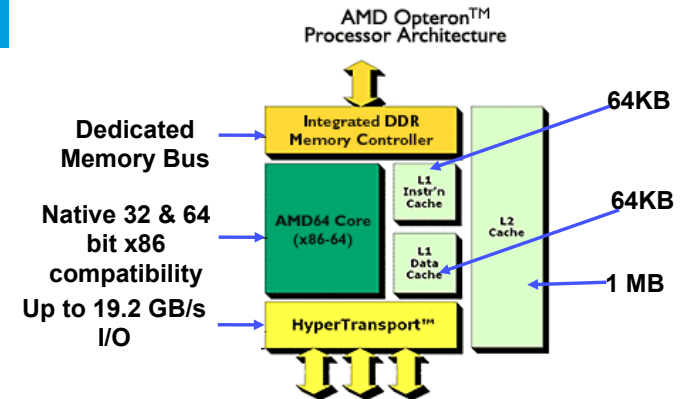 AMD Opteron™
Processor Architecture
64KB
Integrated DDR
Memory Controller
Dedicated
Memory Bus
L1
Instr'n
Cache
64KB
Native 32 & 64
bit x86
compatibility
AMD64 Core
(x86-64)
L2
Cache
L1
Data
Cache
1 MB
Up to 19.2 GB/s
I/O
HyperTransport™